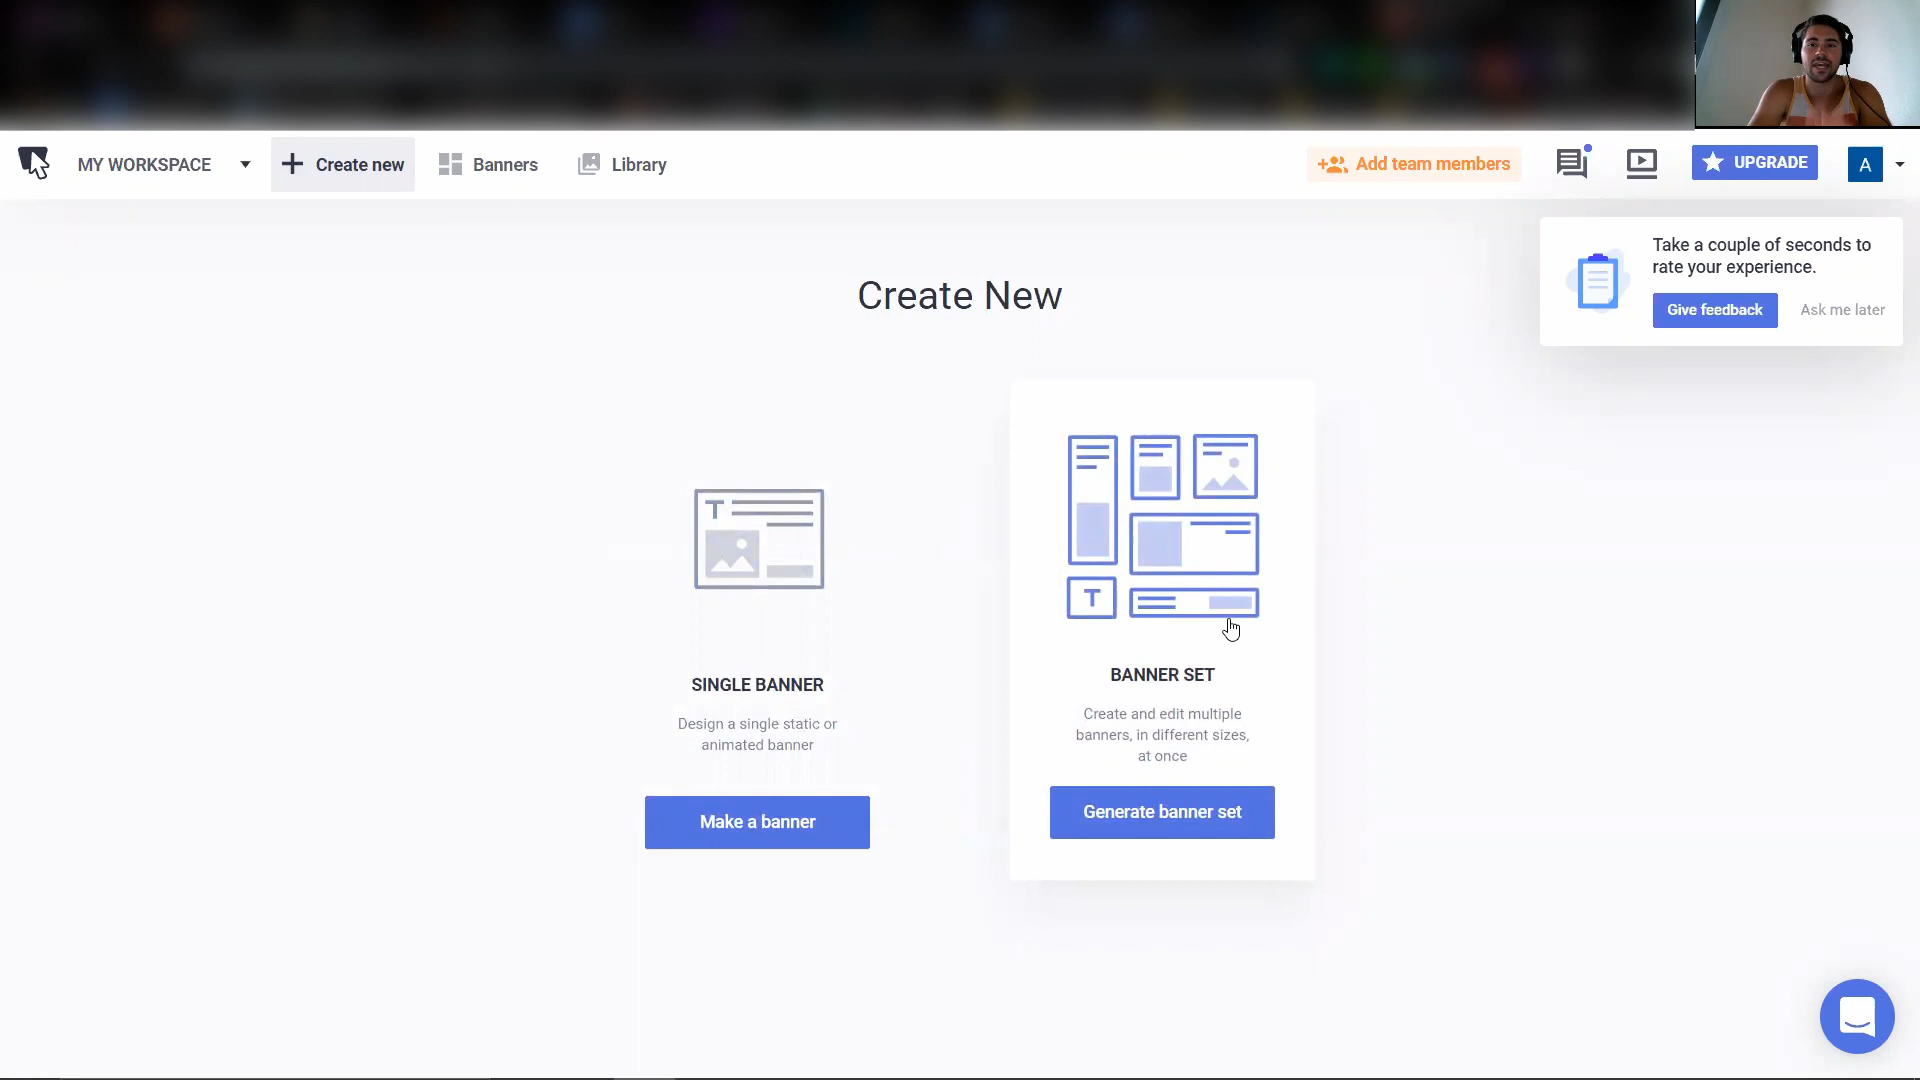 MY WORKSPACE
Create new
Banners
Library
Add team members
UPGRADE
A
Take a couple of seconds to
rate your experience.
Give feedback
Ask me later
Create New
T
T
SINGLE BANNER
Design a single static or
animated banner
Make a banner
BANNER SET
Create and edit multiple
banners, in different sizes,
at once
Generate banner set